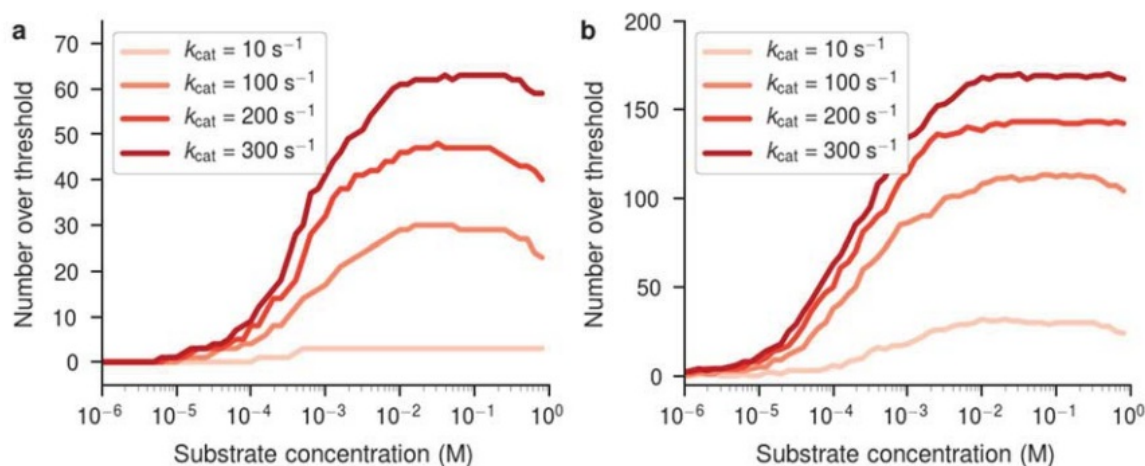 a
70
60
50
40
30
20
10
0
Number over threshold
kcat = 10 s⁻¹
kcat = 100 s⁻¹
kcat = 200 s⁻¹
kcat = 300 s⁻¹
10⁻⁶ 10⁻⁵ 10⁻⁴ 10⁻³ 10⁻² 10⁻¹ 10⁰
Substrate concentration (M)
b
200
150
100
50
0
Number over threshold
kcat = 10 s⁻¹
kcat = 100 s⁻¹
kcat = 200 s⁻¹
kcat = 300 s⁻¹
10⁻⁶ 10⁻⁵ 10⁻⁴ 10⁻³ 10⁻² 10⁻¹ 10⁰
Substrate concentration (M)